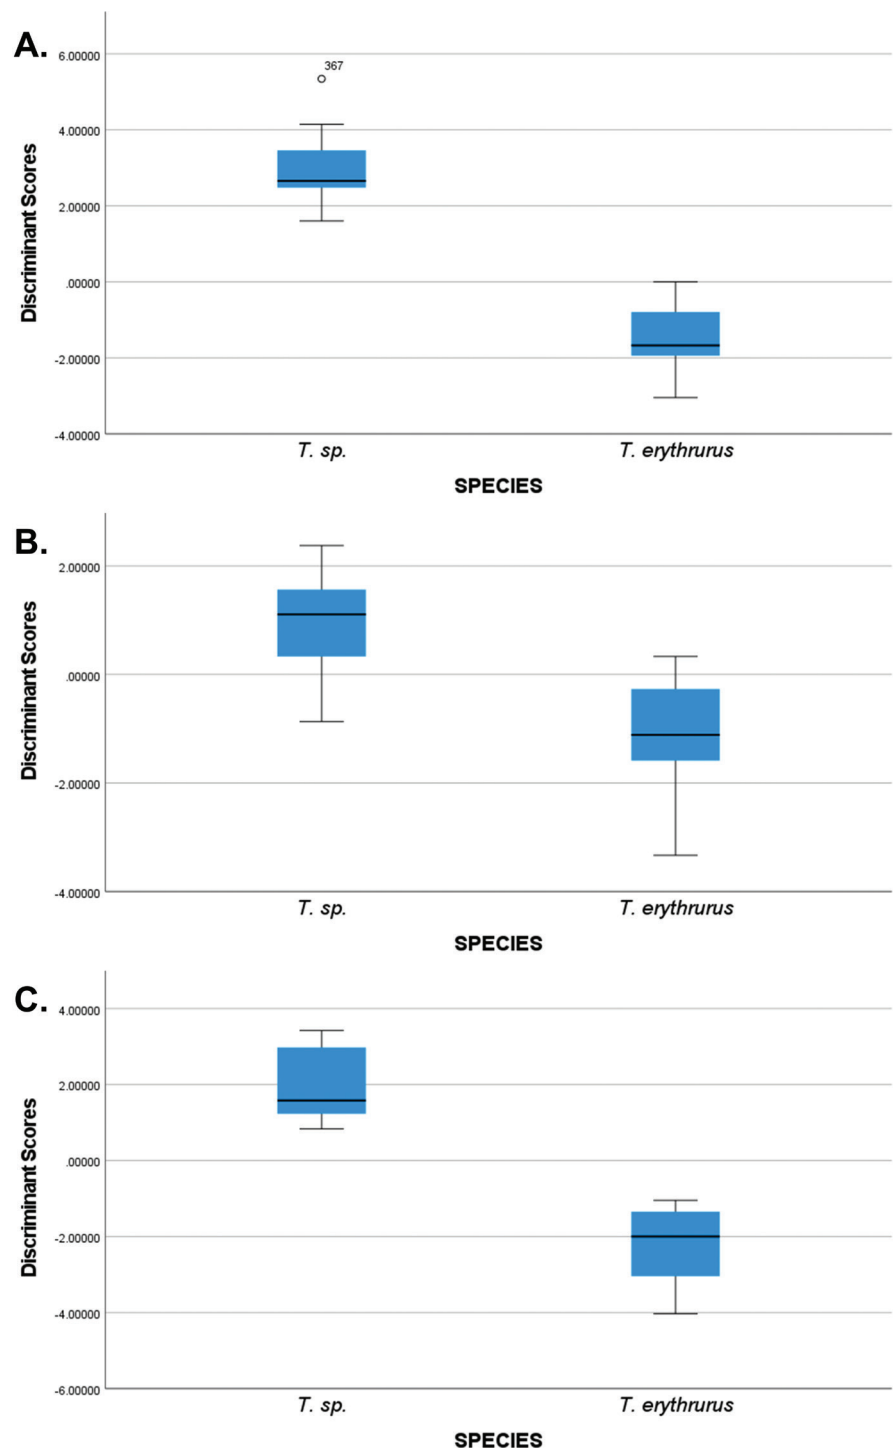 A.
6.00000
367
4.00000
2.00000
.00000
-2.00000
-4.00000
Discriminant Scores
T. sp.
T. erythrurus
SPECIES
B.
2.00000
.00000
-2.00000
-4.00000
Discriminant Scores
T. sp.
T. erythrurus
SPECIES
C.
4.00000
2.00000
.00000
-2.00000
-4.00000
-6.00000
Discriminant Scores
T. sp.
T. erythrurus
SPECIES